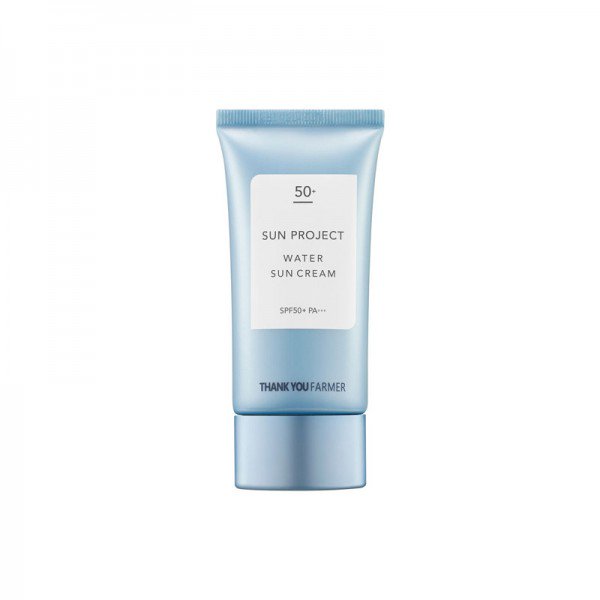 50+
SUN PROJECT
WATER
SUN CREAM
SPF50+ PA+++
THANK YOU FARMER